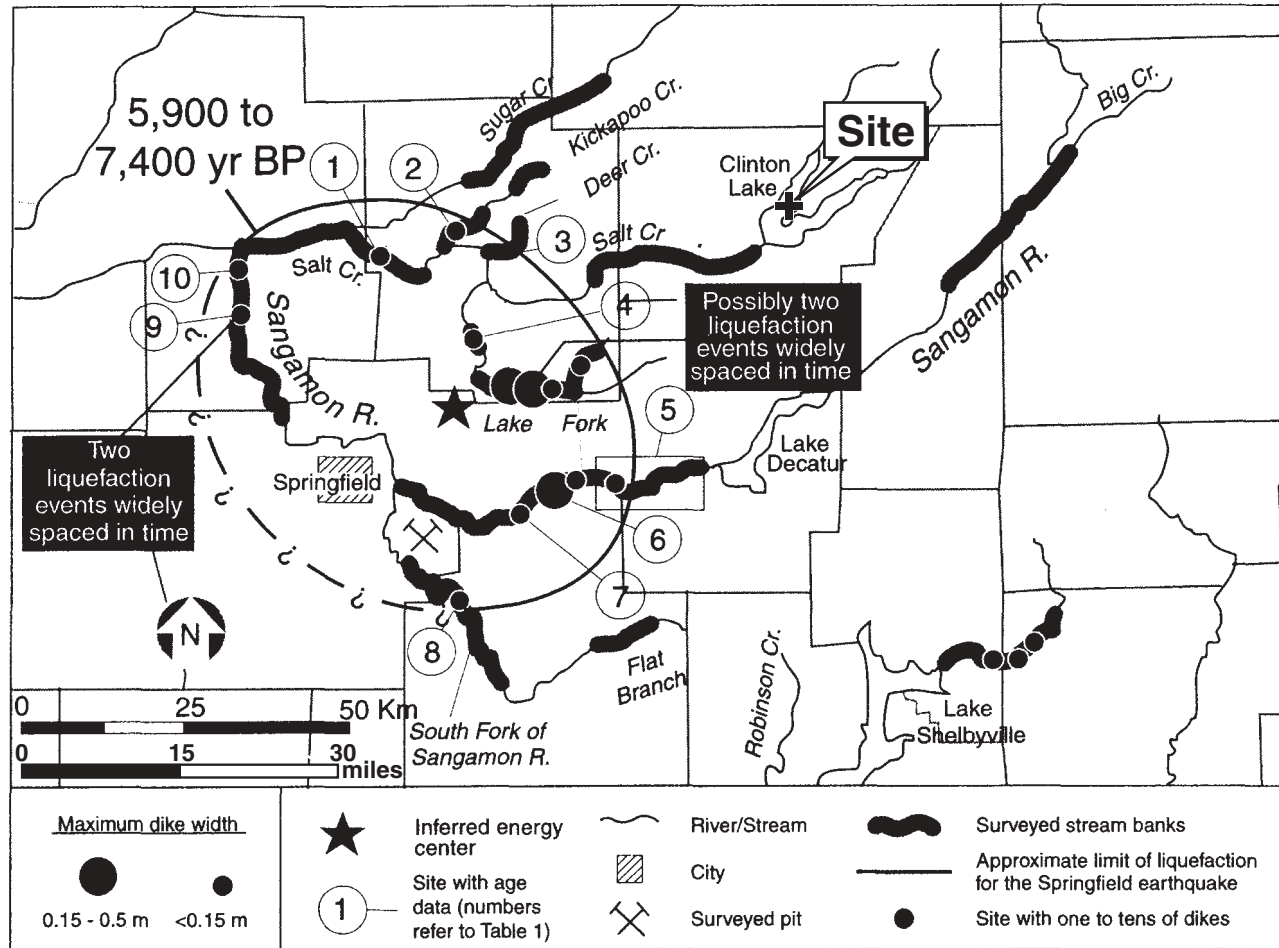 5,900 to
7,400 yr BP
1
2
Sugar Cr
Kickapoo Cr.
Deer Cr.
3
Clinton
Lake
Site
Big Cr.
Salt Cr.
Salt Cr
10
9
?
Sangamon R.
4
Possibly two
liquefaction
events widely
spaced in time
Sangamon R.
Lake Fork
5
Lake
Decatur
Two
liquefaction
events widely
spaced in time
?
?
Springfield
6
?
?
?
7
8
N
Flat
Branch
Robinson Cr.
Lake
Shelbyville
South Fork of
Sangamon R.
0 25 50 Km
0 15 30 miles
Maximum dike width
0.15 - 0.5 m <0.15 m
Inferred energy
center
1
Site with age
data (numbers
refer to Table 1)
River/Stream
City
Surveyed pit
Surveyed stream banks
Approximate limit of liquefaction
for the Springfield earthquake
Site with one to tens of dikes